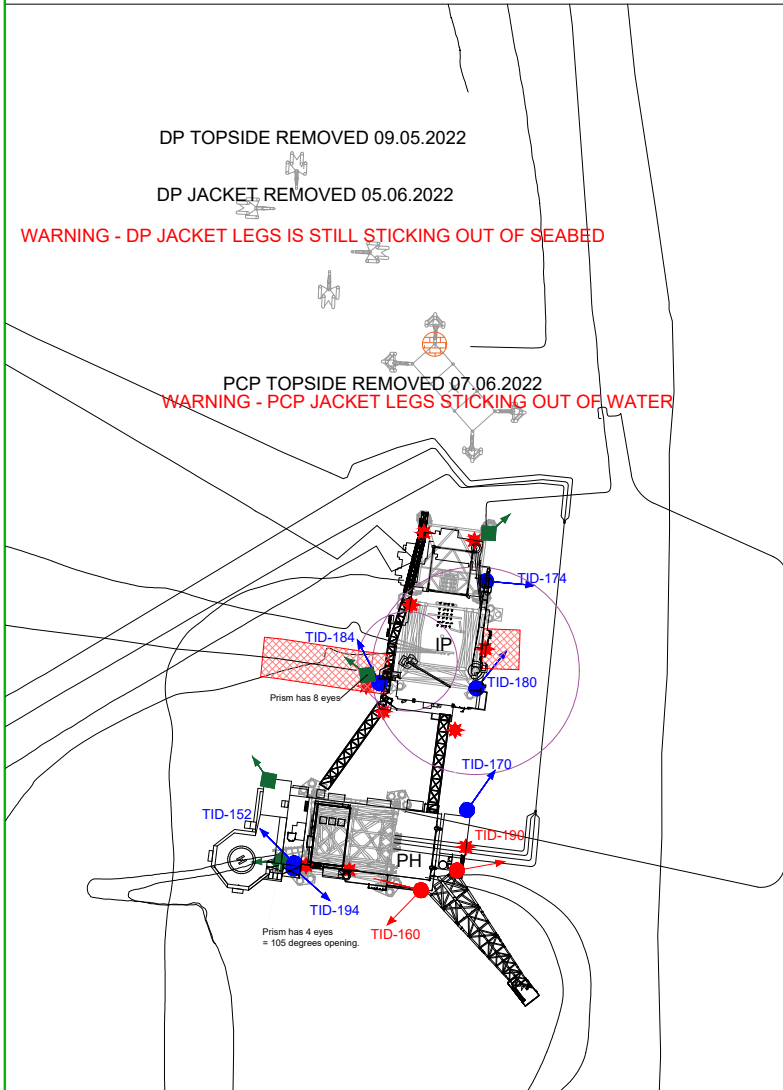 DP TOPSIDE REMOVED 09.05.2022
DP JACKET REMOVED 05.06.2022
WARNING - DP JACKET LEGS IS STILL STICKING OUT OF SEABED
PCP TOPSIDE REMOVED 07.06.2022
WARNING - PCP JACKET LEGS STICKING OUT OF WATER
TID-174
TID-184
IP
TID-180
Prism has 8 eyes
TID-170
TID-152
TID-190
PH
TID-194
TID-160
Prism has 4 eyes
= 105 degrees opening.